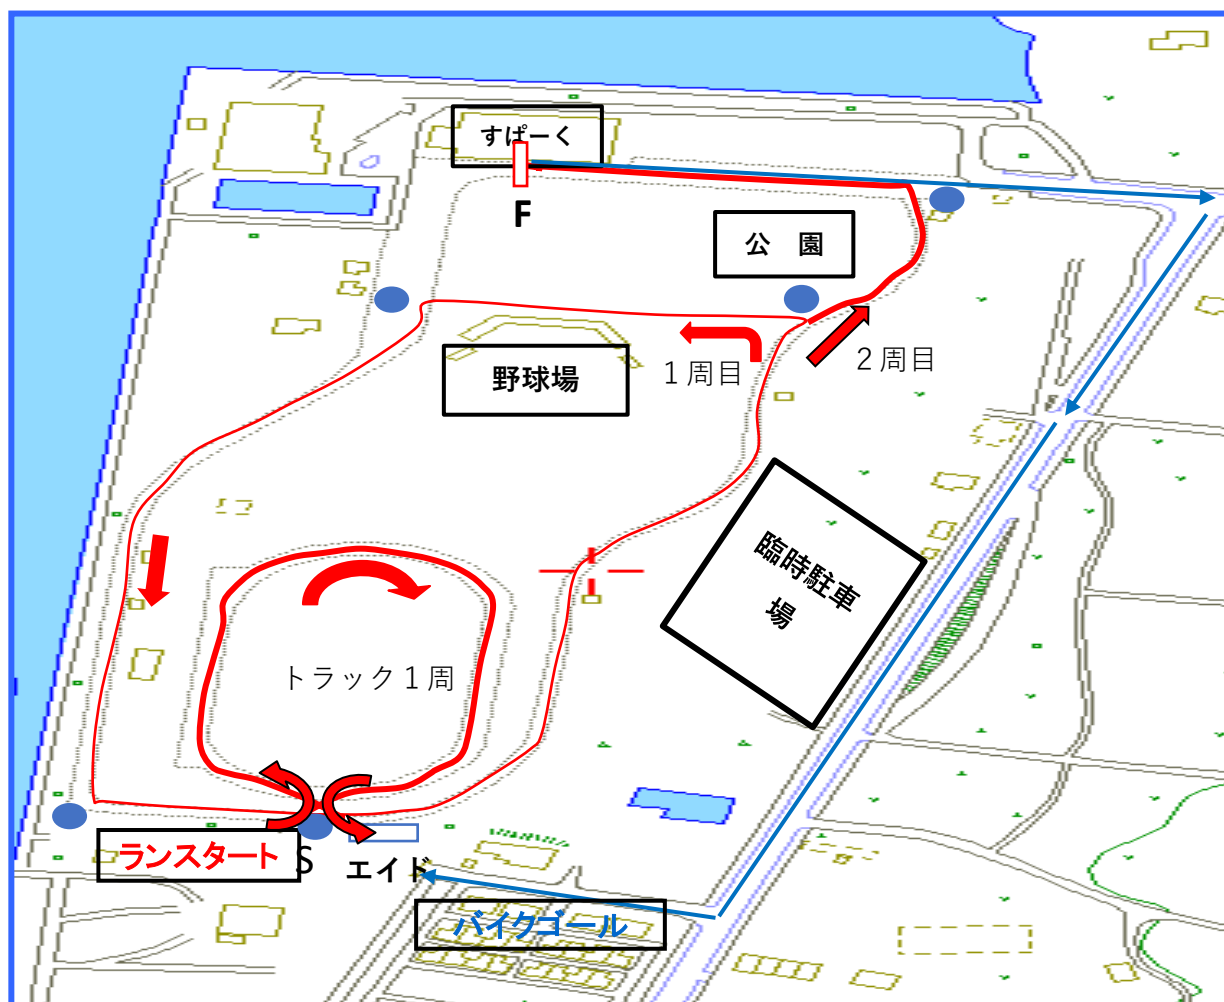 すぱーく
F
公　園
１周目
２周目
野球場
臨時駐車
場
トラック１周
ランスタート
S
エイド
バイクゴール